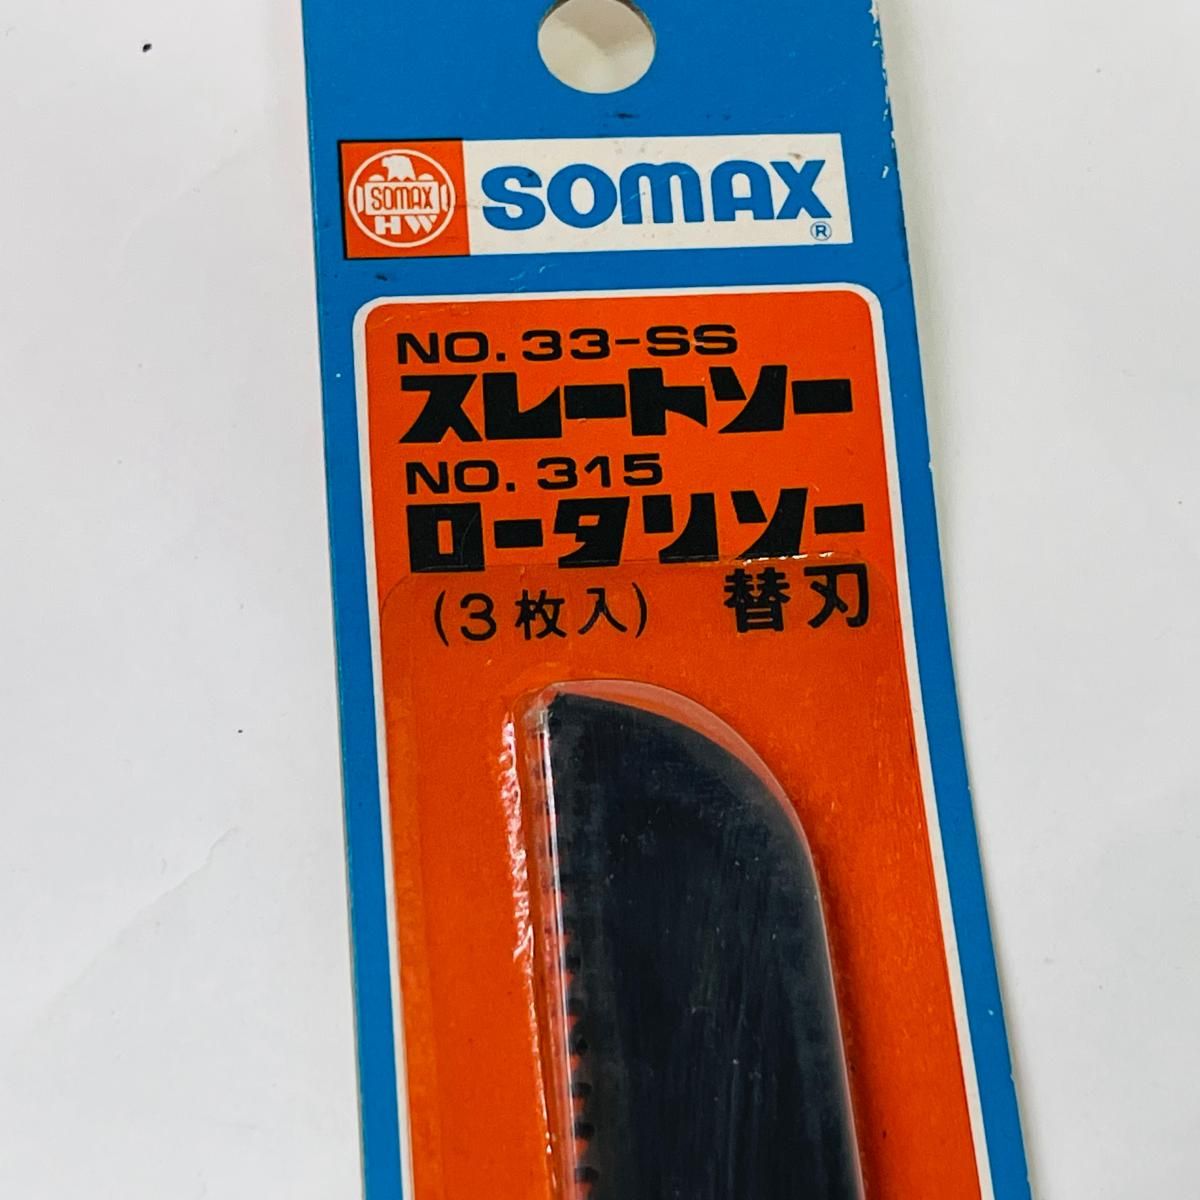 SOMAX
HW
SOMAX®
NO. 33-SS
スレートソー
NO. 315
ロータリソー
(3枚入) 替刃